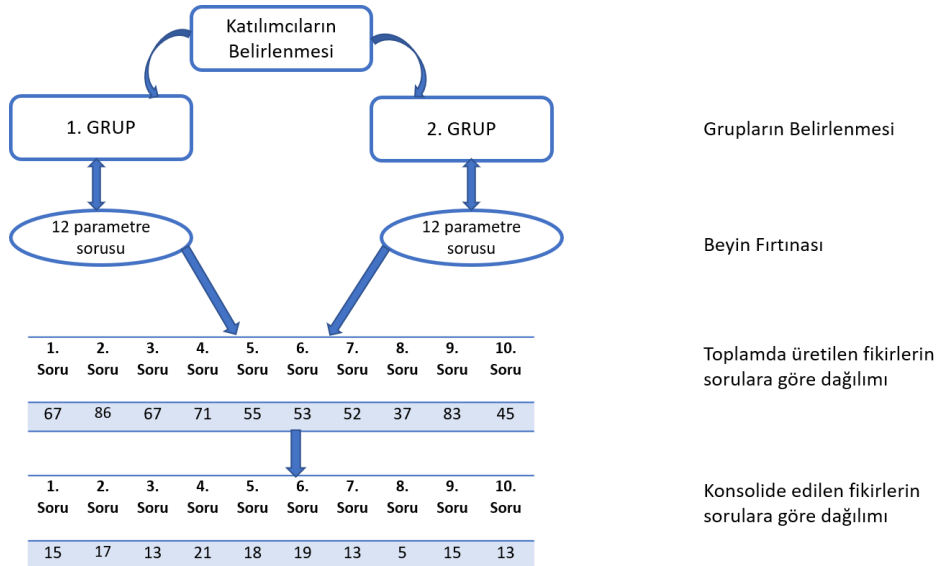 Katılımcıların
Belirlenmesi
1. GRUP
2. GRUP
Grupların Belirlenmesi
12 parametre
sorusu
12 parametre
sorusu
Beyin Fırtınası
1. 2. 3. 4. 5. 6. 7. 8. 9. 10.
Soru Soru Soru Soru Soru Soru Soru Soru Soru Soru
67 86 67 71 55 53 52 37 83 45
Toplamda üretilen fikirlerin
sorulara göre dağılımı
1. 2. 3. 4. 5. 6. 7. 8. 9. 10.
Soru Soru Soru Soru Soru Soru Soru Soru Soru Soru
15 17 13 21 18 19 13 5 15 13
Konsolide edilen fikirlerin
sorulara göre dağılımı